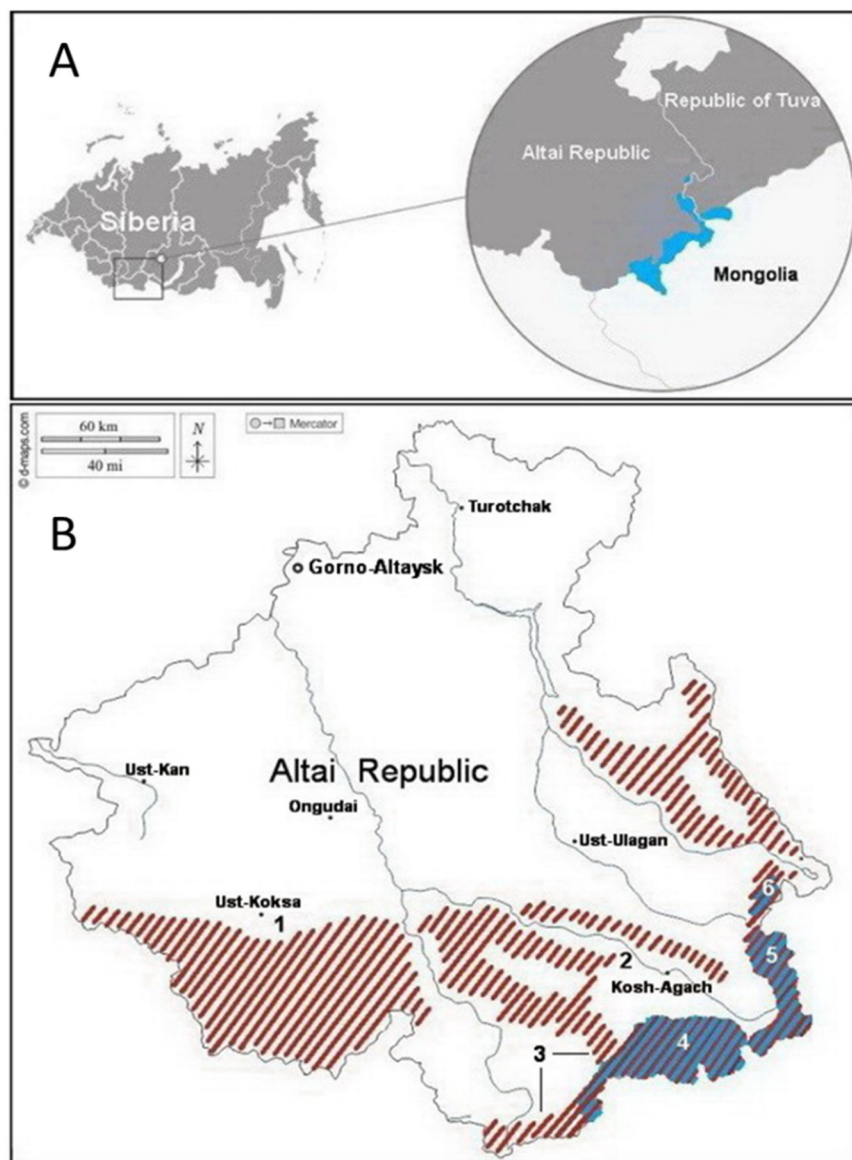 A
Siberia
Republic of Tuva
Altai Republic
Mongolia
B
60 km
40 mi
N
Mercator
© d-maps.com
Turotchak
Gorno-Altaysk
Ust-Kan
Altai Republic
Ongudai
Ust-Ulagan
Ust-Koksa
1
2
Kosh-Agach
3
4
5
6